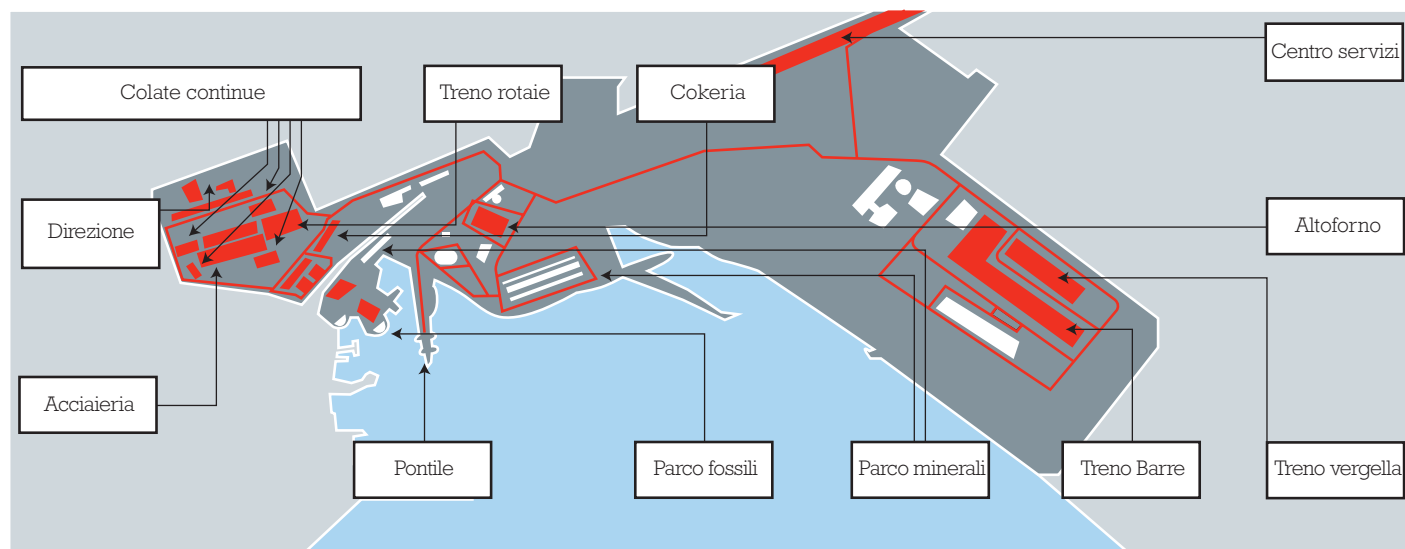 Centro servizi
Colate continue
Treno rotaie
Cokeria
Direzione
Altoforno
Acciaieria
Pontile
Parco fossili
Parco minerali
Treno Barre
Treno vergella